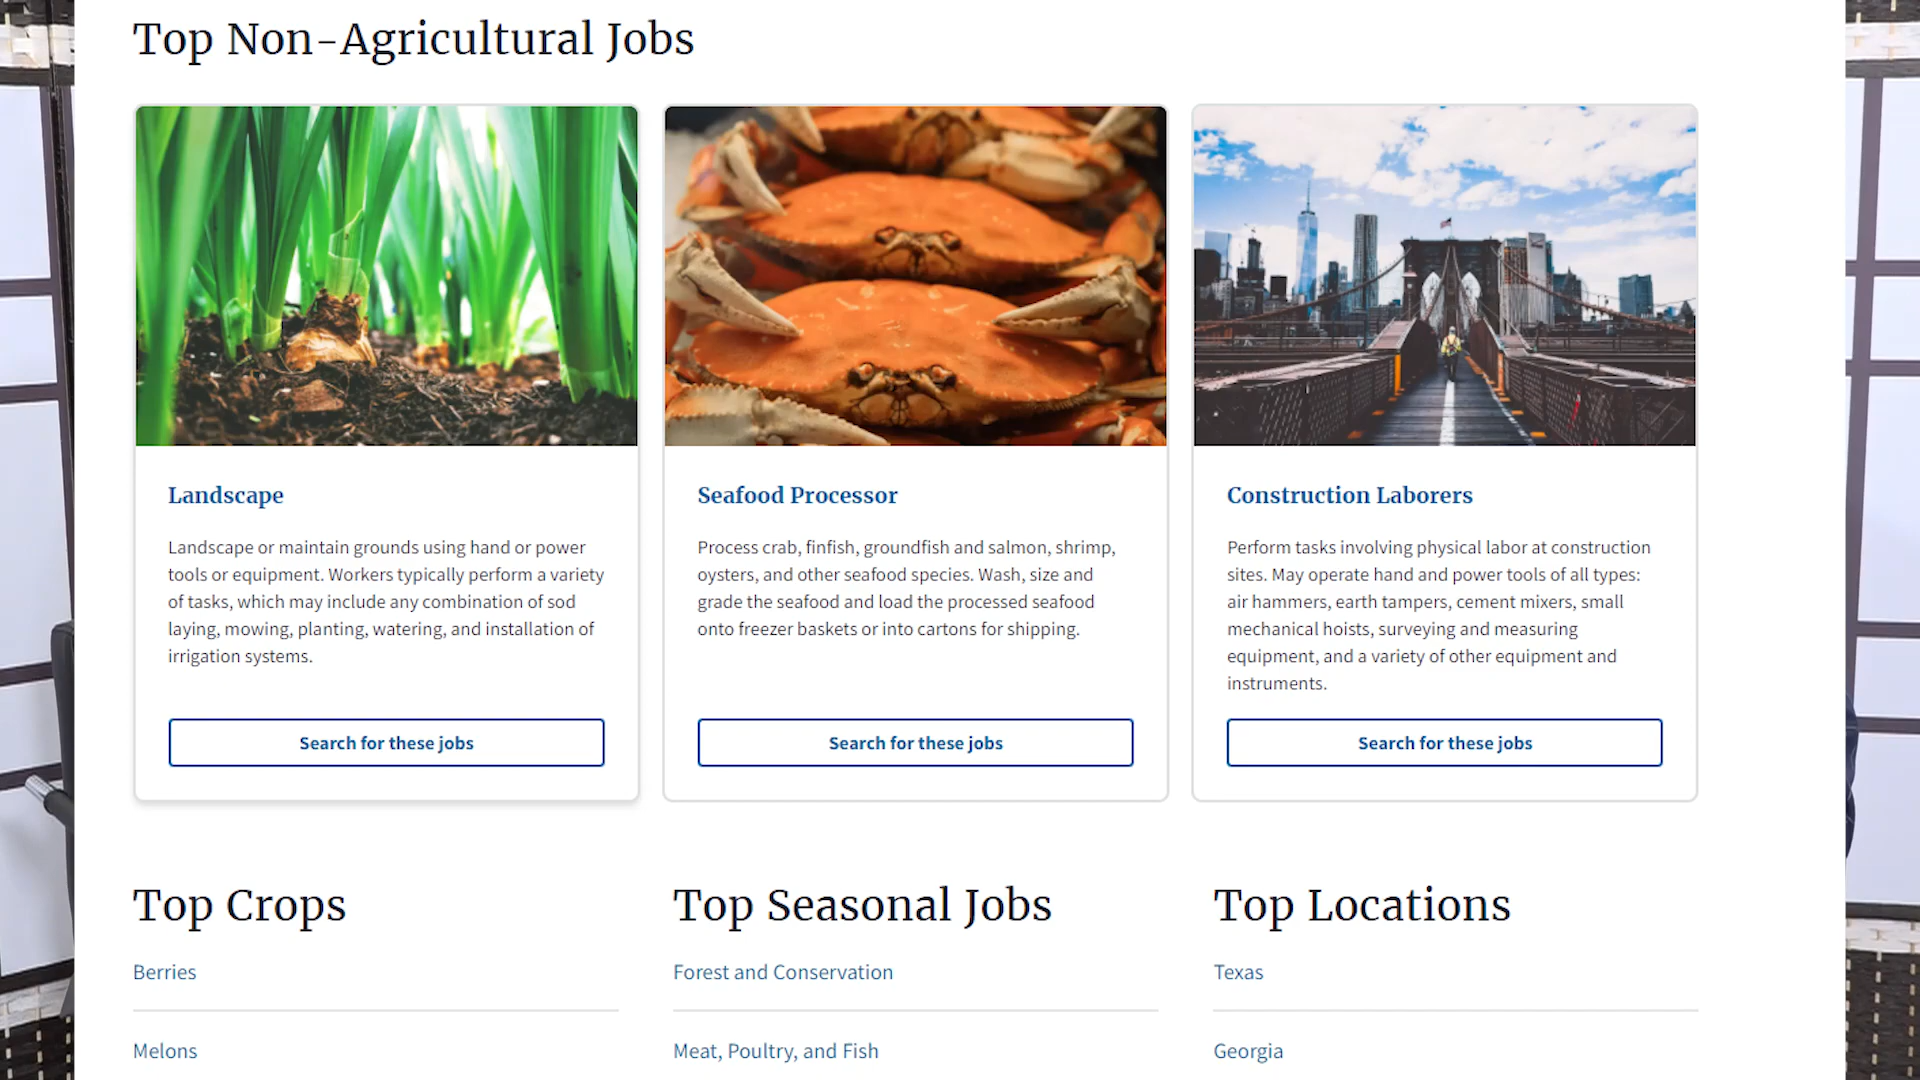 Top Non-Agricultural Jobs
Landscape
Landscape or maintain grounds using hand or power
tools or equipment. Workers typically perform a variety
of tasks, which may include any combination of sod
laying, mowing, planting, watering, and installation of
irrigation systems.
Search for these jobs
Seafood Processor
Process crab, finfish, groundfish and salmon, shrimp,
oysters, and other seafood species. Wash, size and
grade the seafood and load the processed seafood
onto freezer baskets or into cartons for shipping.
Search for these jobs
Construction Laborers
Perform tasks involving physical labor at construction
sites. May operate hand and power tools of all types:
air hammers, earth tampers, cement mixers, small
mechanical hoists, surveying and measuring
equipment, and a variety of other equipment and
instruments.
Search for these jobs
Top Crops
Berries
Melons
Top Seasonal Jobs
Forest and Conservation
Meat, Poultry, and Fish
Top Locations
Texas
Georgia